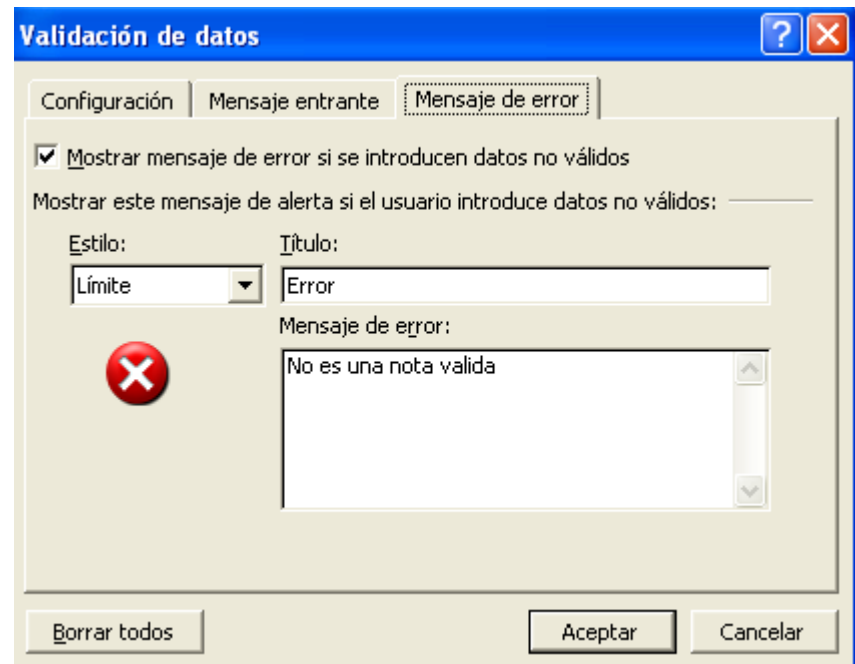 Validación de datos
Configuración Mensaje entrante Mensaje de error
Mostrar mensaje de error si se introducen datos no válidos
Mostrar este mensaje de alerta si el usuario introduce datos no válidos:
Estilo: Título:
Límite Error
Mensaje de error:
No es una nota valida
Borrar todos Aceptar Cancelar